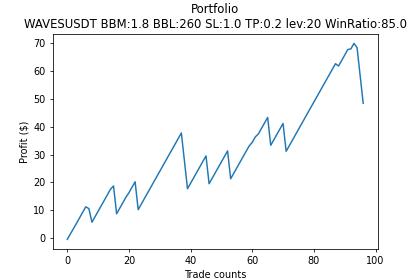 Portfolio
WAVESUSDT BBM:1.8 BBL:260 SL:1.0 TP:0.2 lev:20 WinRatio:85.0
70
60
50
40
30
20
10
0
Profit ($)
0 20 40 60 80 100
Trade counts